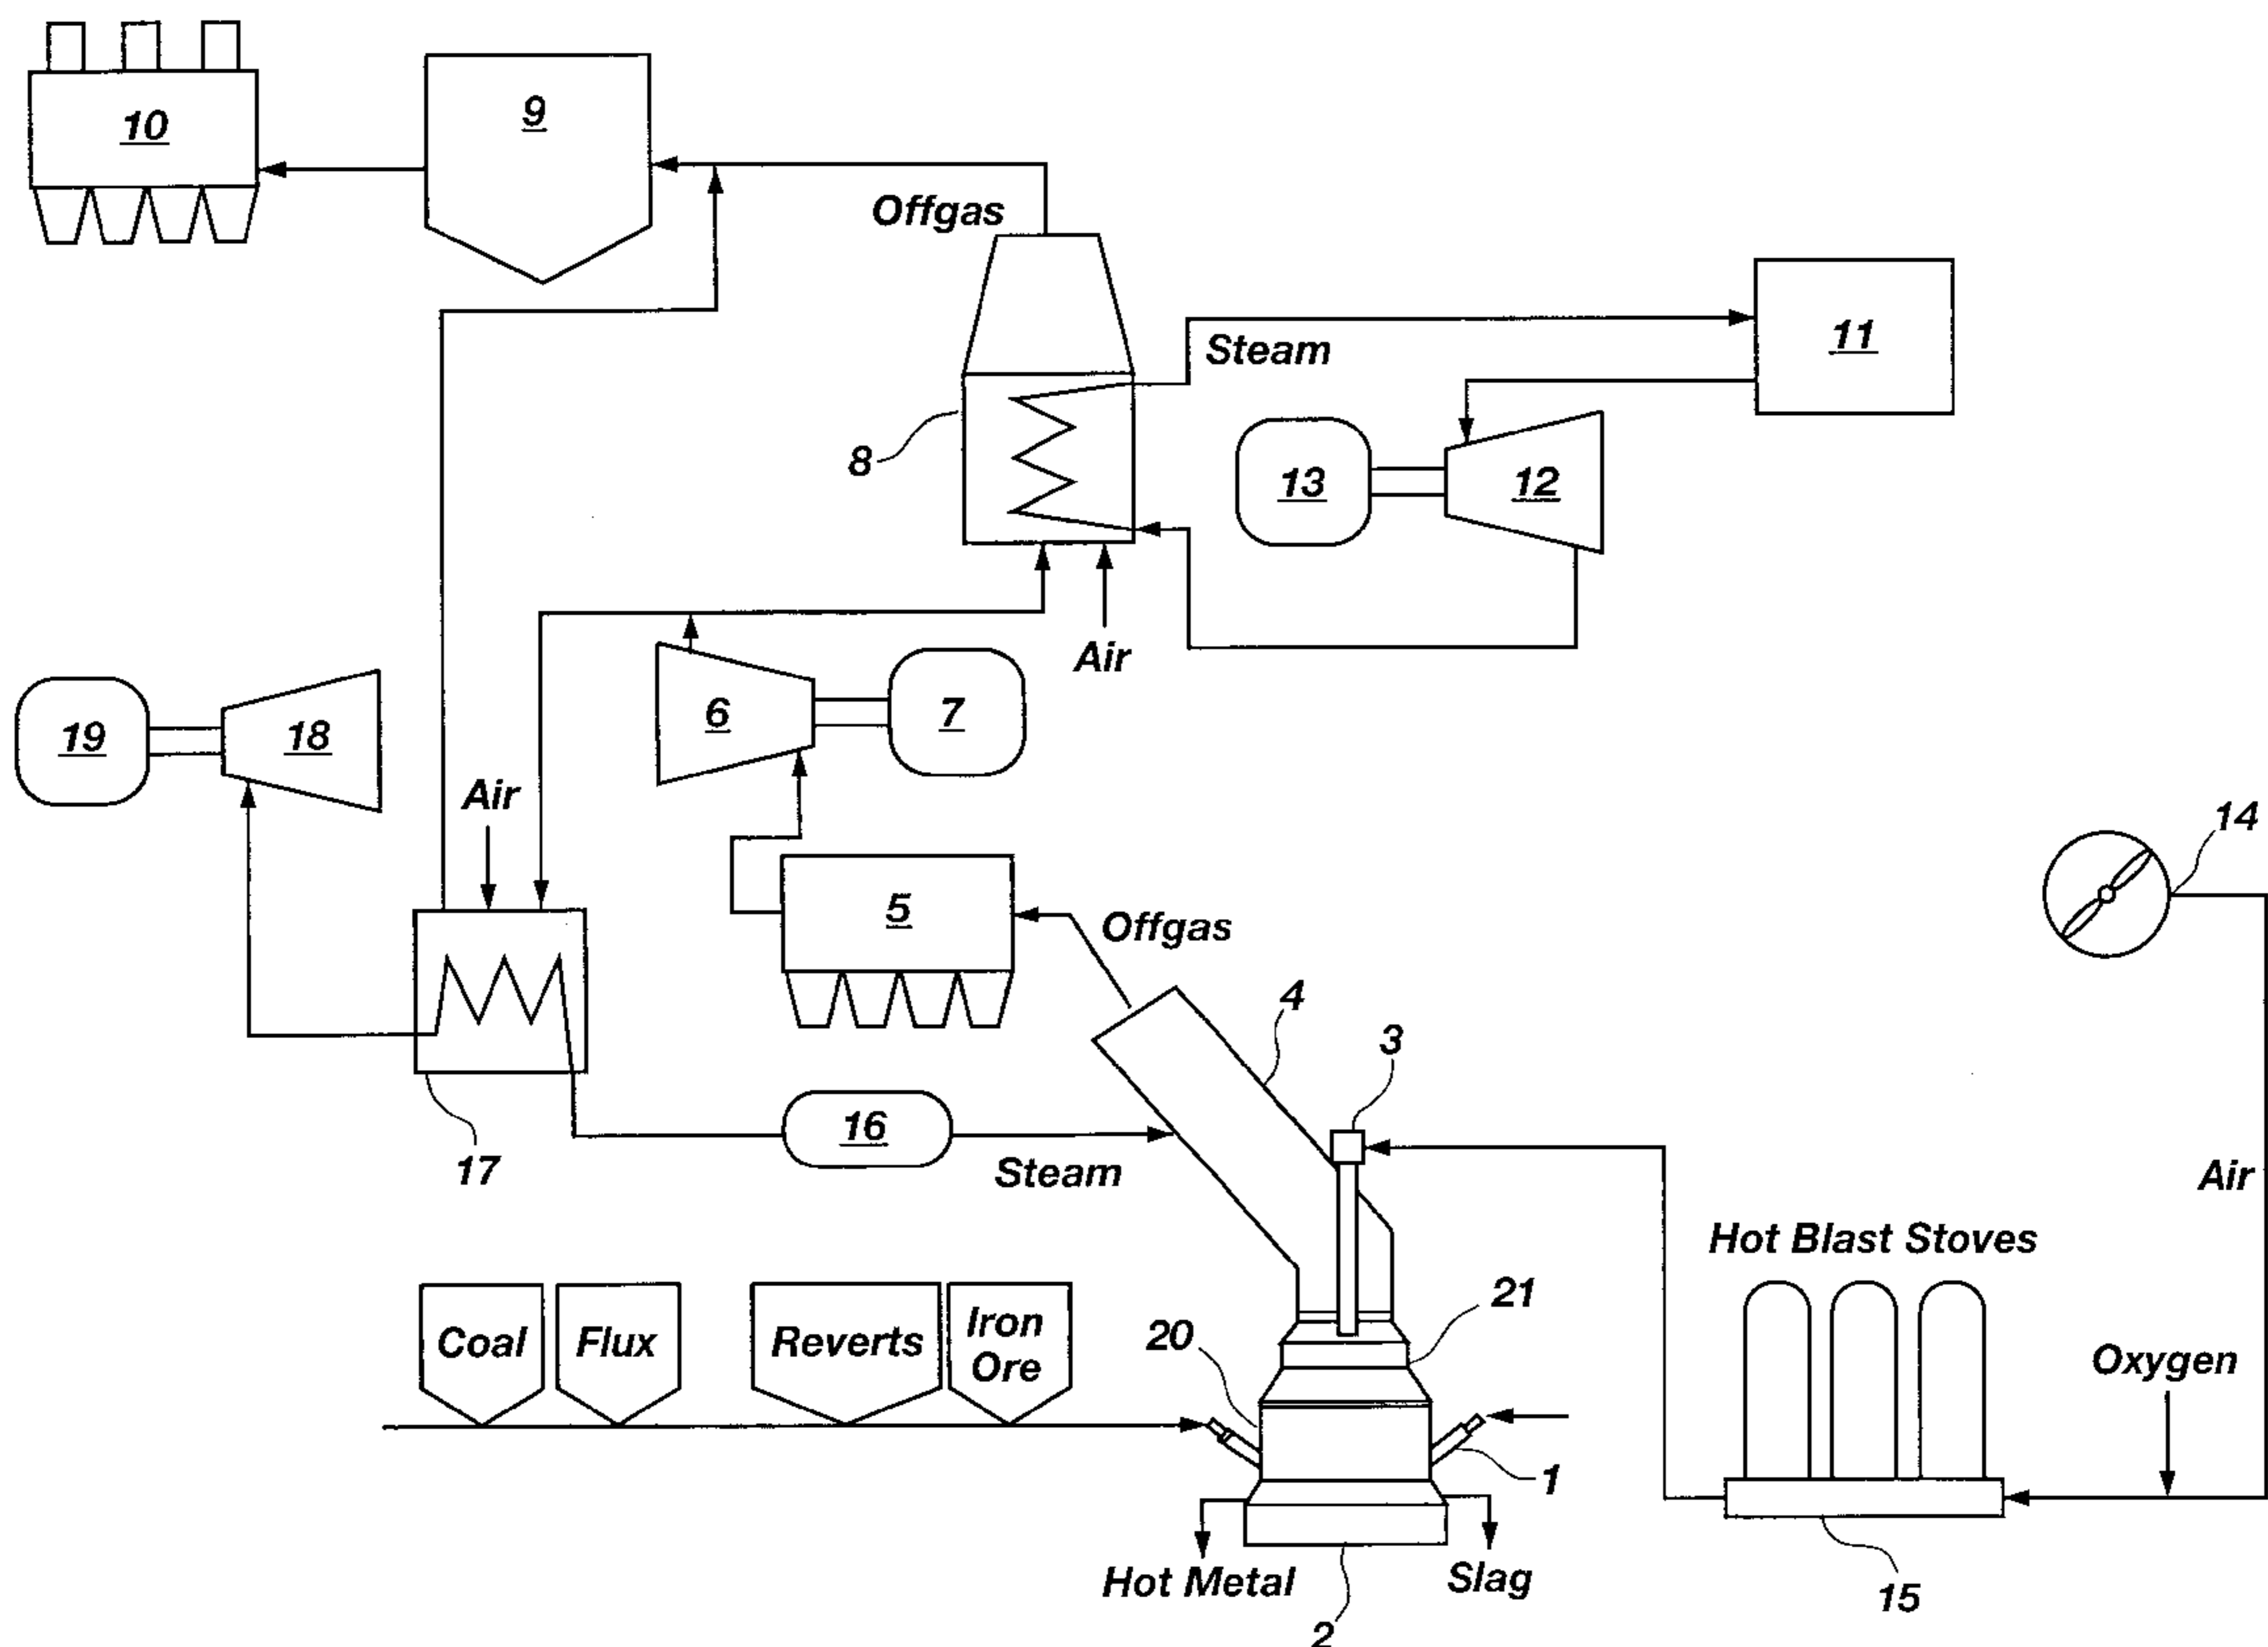 10
9
Offgas
11
Steam
8
13
12
Air
6
7
19
18
Air
14
5
Offgas
4
3
17
16
Steam
Air
Hot Blast Stoves
21
20
Coal
Flux
Reverts
Iron
Ore
Oxygen
1
Hot Metal
Slag
15
2